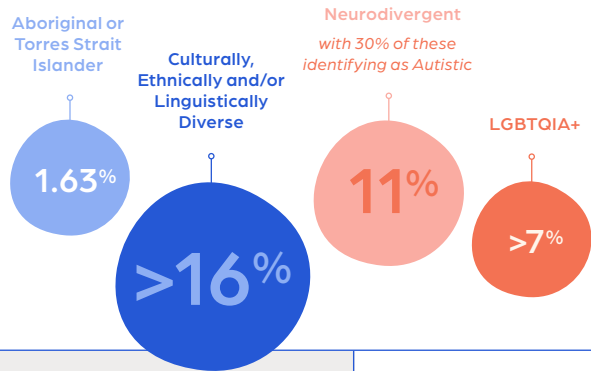 Aboriginal or
Torres Strait
Islander
1.63%
Culturally,
Ethnically and/or
Linguistically
Diverse
>16%
Neurodivergent
with 30% of these
identifying as Autistic
11%
LGBTQIA+
>7%